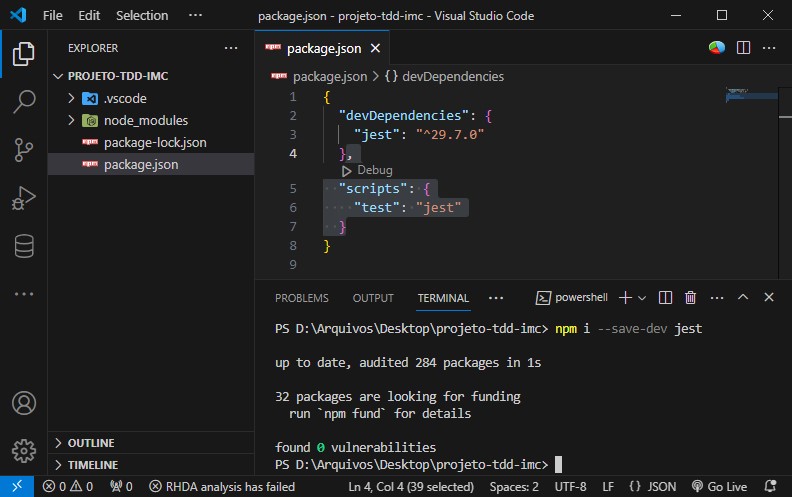 File Edit Selection ··· package.json - projeto-tdd-imc - Visual Studio Code
EXPLORER ···
PROJETO-TDD-IMC
.vscode
node_modules
package-lock.json
package.json
package.json
package.json > {} devDependencies
1 {
2 "devDependencies": {
3 "jest": "^29.7.0"
4 },
Debug
5 "scripts": {
6 "test": "jest"
7 }
8 }
9
PROBLEMS OUTPUT TERMINAL ··· powershell
PS D:\Arquivos\Desktop\projeto-tdd-imc> npm i --save-dev jest
up to date, audited 284 packages in 1s
32 packages are looking for funding
run `npm fund` for details
found 0 vulnerabilities
PS D:\Arquivos\Desktop\projeto-tdd-imc>
OUTLINE
TIMELINE
0 0 0 RHDA analysis has failed Ln 4, Col 4 (39 selected) Spaces: 2 UTF-8 LF {} JSON Go Live